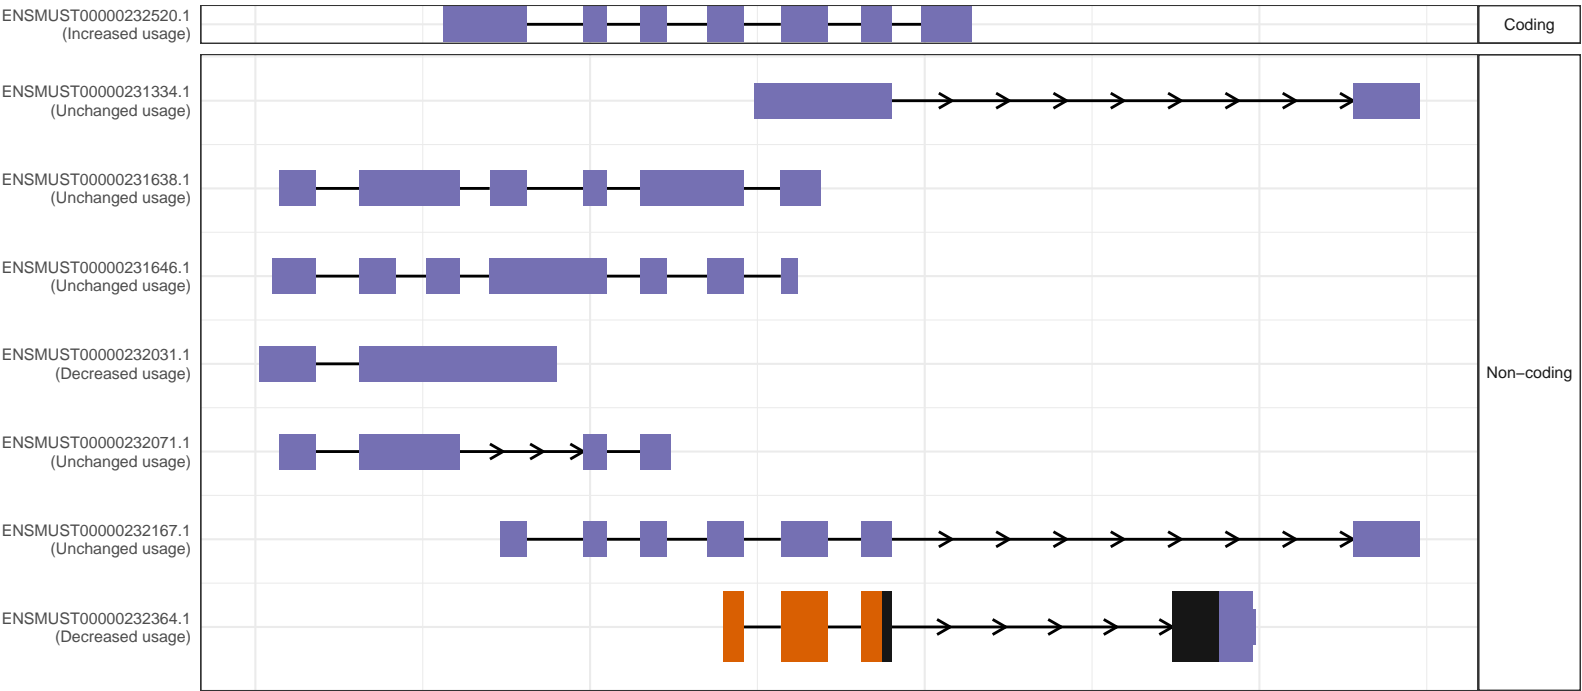 ENSMUST00000232520.1
(Increased usage)
Coding
ENSMUST00000231334.1
(Unchanged usage)
ENSMUST00000231638.1
(Unchanged usage)
ENSMUST00000231646.1
(Unchanged usage)
ENSMUST00000232031.1
(Decreased usage)
Non−coding
ENSMUST00000232071.1
(Unchanged usage)
ENSMUST00000232167.1
(Unchanged usage)
ENSMUST00000232364.1
(Decreased usage)